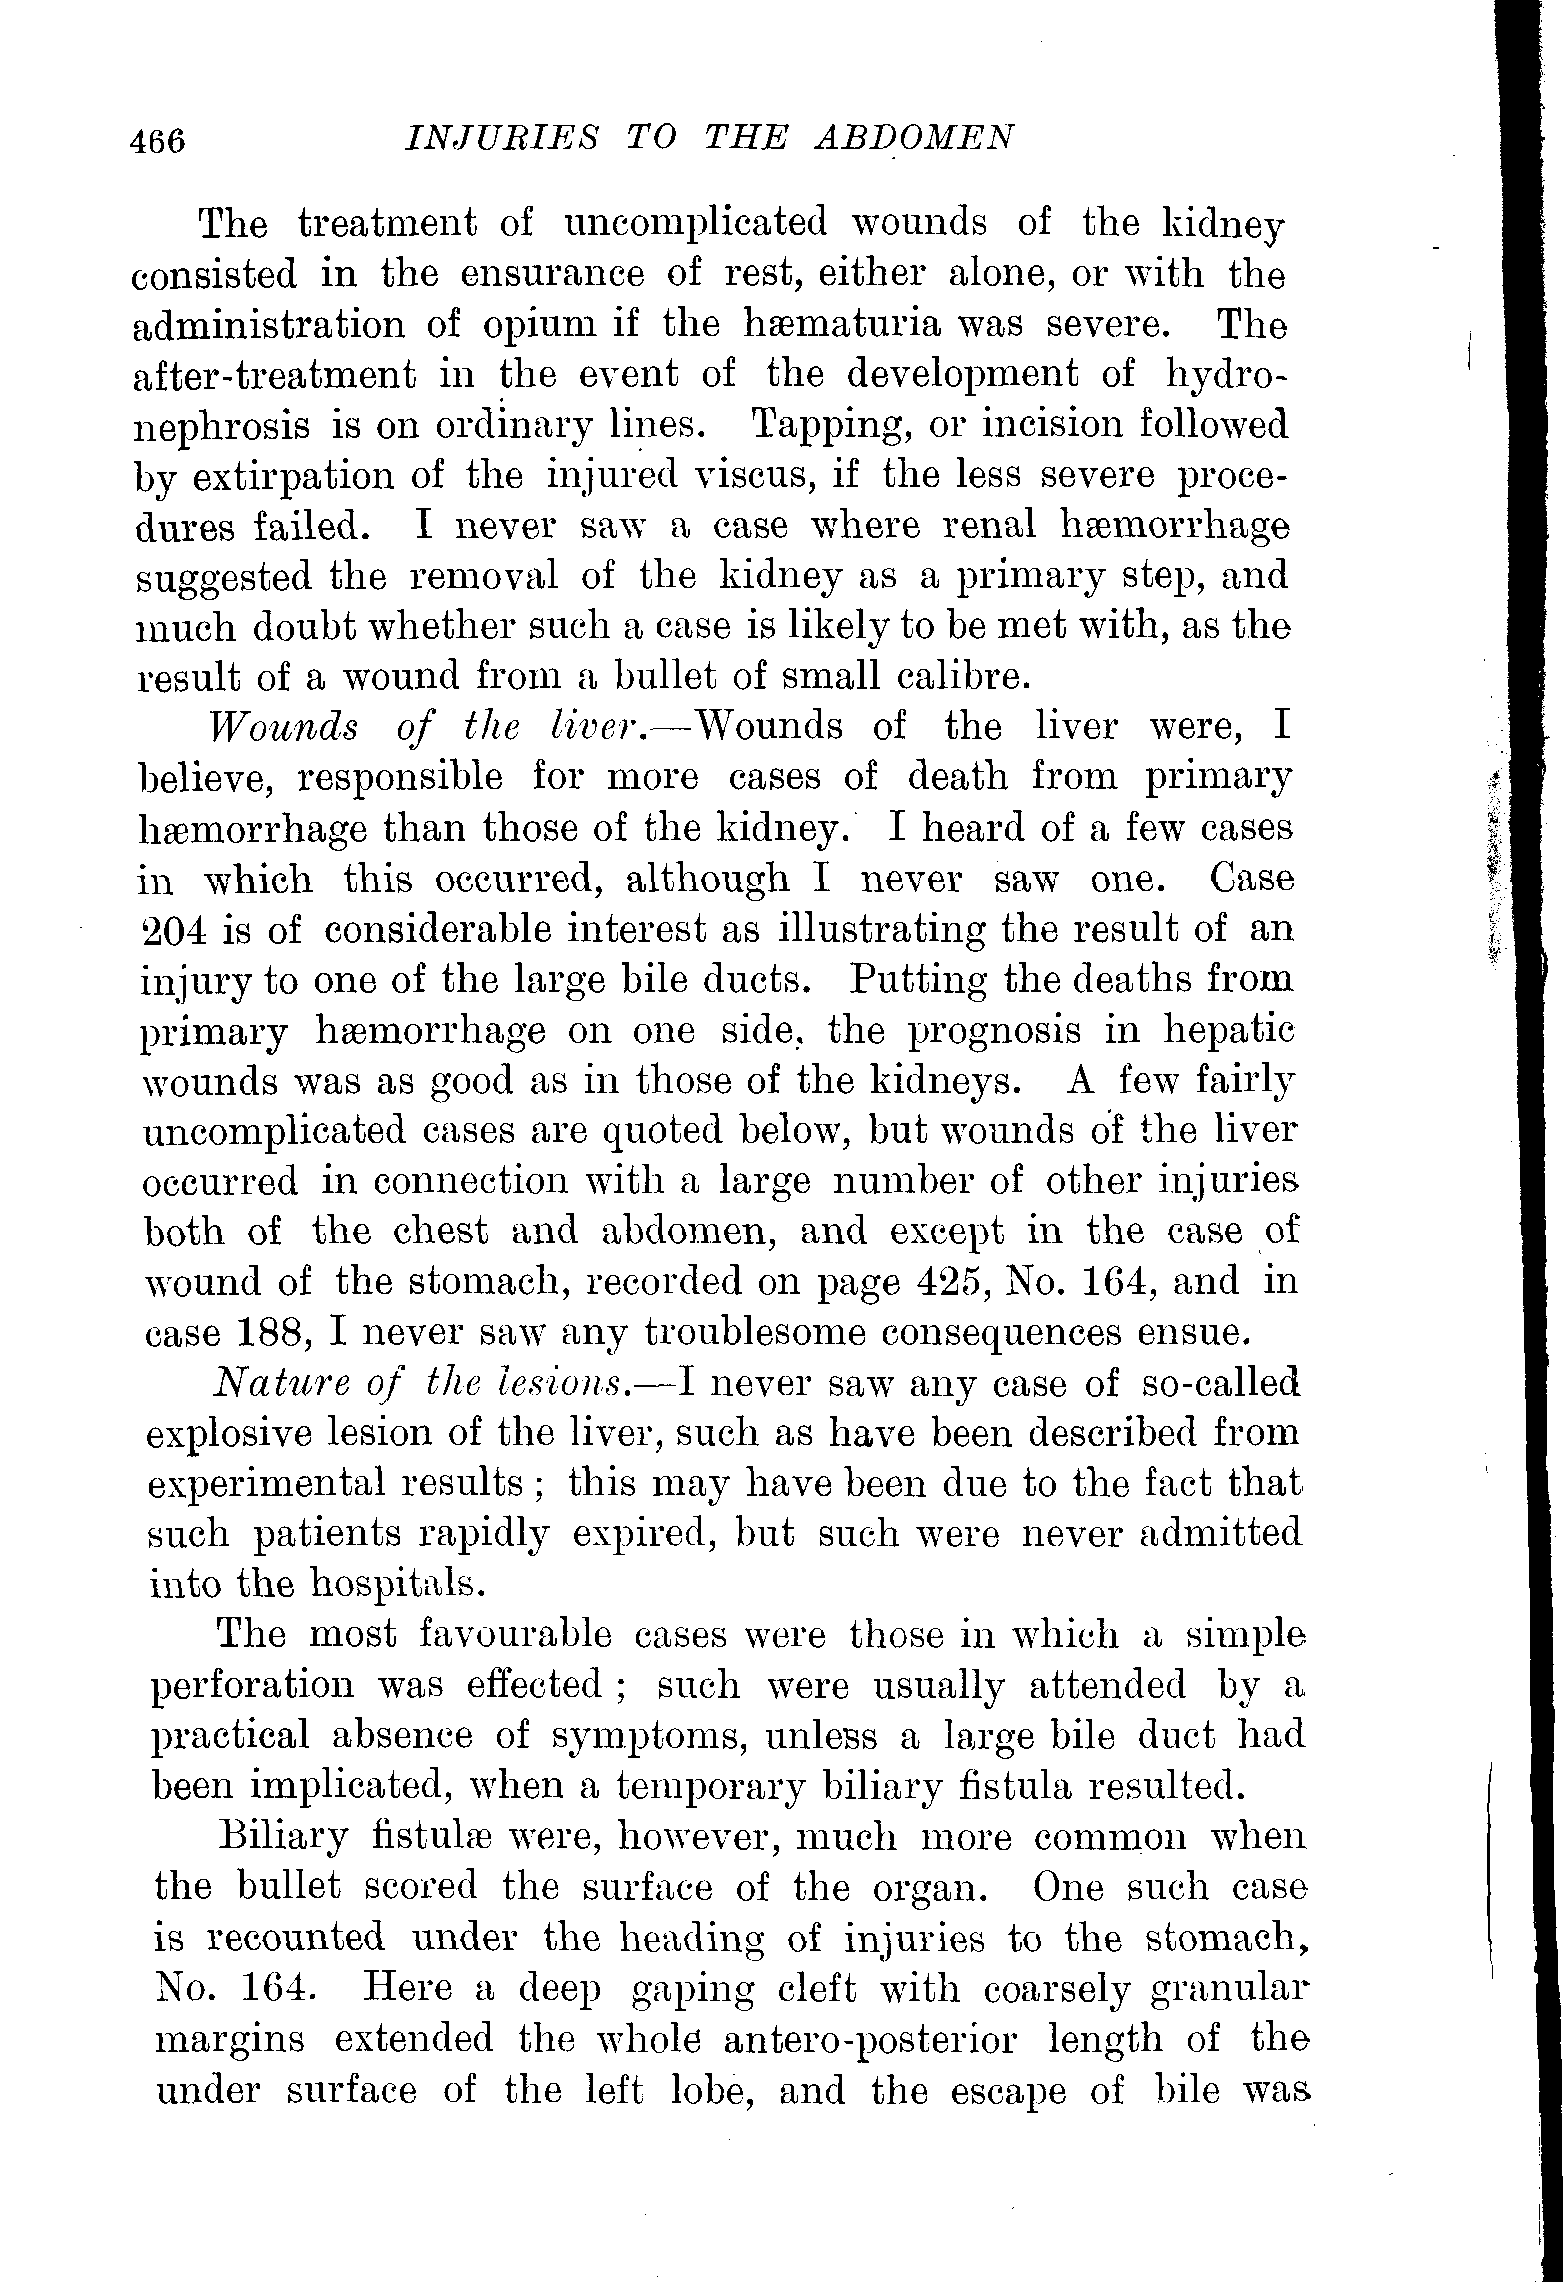 466 INJURIES TO THE ABDOMEN
The treatment of uncomplicated wounds of the kidney
consisted in the ensurance of rest, either alone, or with the
administration of opium if the hæmaturia was severe. The
after-treatment in the event of the development of hydro-
nephrosis is on ordinary lines. Tapping, or incision followed
by extirpation of the injured viscus, if the less severe proce-
dures failed. I never saw a case where renal hæmorrhage
suggested the removal of the kidney as a primary step, and
much doubt whether such a case is likely to be met with, as the
result of a wound from a bullet of small calibre.
Wounds of the liver.—Wounds of the liver were, I
believe, responsible for more cases of death from primary
hæmorrhage than those of the kidney. I heard of a few cases
in which this occurred, although I never saw one. Case
204 is of considerable interest as illustrating the result of an
injury to one of the large bile ducts. Putting the deaths from
primary hæmorrhage on one side, the prognosis in hepatic
wounds was as good as in those of the kidneys. A few fairly
uncomplicated cases are quoted below, but wounds of the liver
occurred in connection with a large number of other injuries
both of the chest and abdomen, and except in the case of
wound of the stomach, recorded on page 425, No. 164, and in
case 188, I never saw any troublesome consequences ensue.
Nature of the lesions.—I never saw any case of so-called
explosive lesion of the liver, such as have been described from
experimental results ; this may have been due to the fact that
such patients rapidly expired, but such were never admitted
into the hospitals.
The most favourable cases were those in which a simple
perforation was effected ; such were usually attended by a
practical absence of symptoms, unless a large bile duct had
been implicated, when a temporary biliary fistula resulted.
Biliary fistulæ were, however, much more common when
the bullet scored the surface of the organ. One such case
is recounted under the heading of injuries to the stomach,
No. 164. Here a deep gaping cleft with coarsely granular
margins extended the whole antero-posterior length of the
under surface of the left lobe, and the escape of bile was